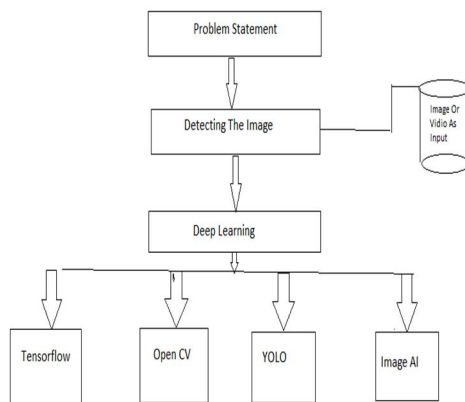 Problem Statement
Detecting The Image
Image Or
Vidio As
Input
Deep Learning
Tensorflow
Open CV
YOLO
Image AI